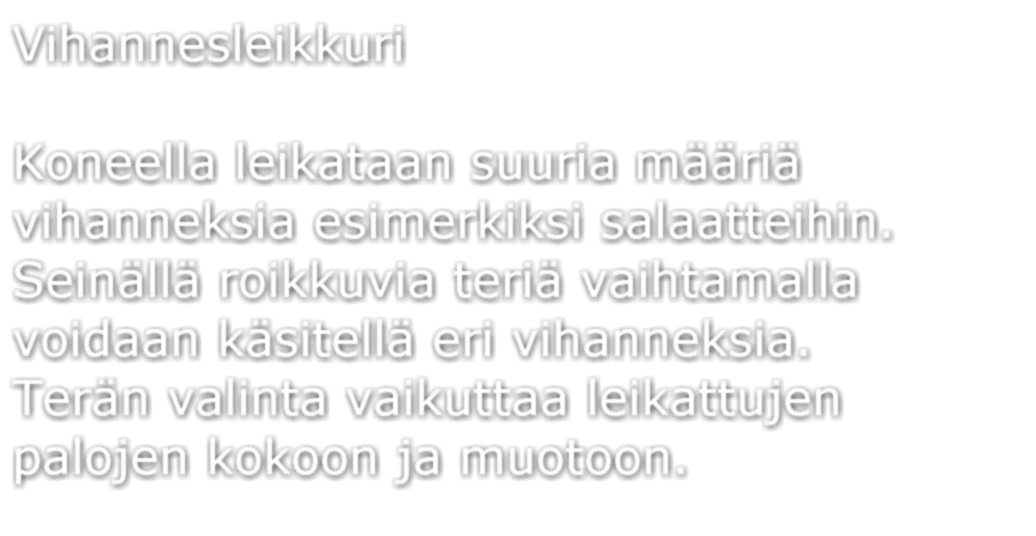 Vihannesleikkuri
Koneella leikataan suuria määriä
vihanneksia esimerkiksi salaatteihin.
Seinällä roikkuvia teriä vaihtamalla
voidaan käsitellä eri vihanneksia.
Terän valinta vaikuttaa leikattujen
palojen kokoon ja muotoon.